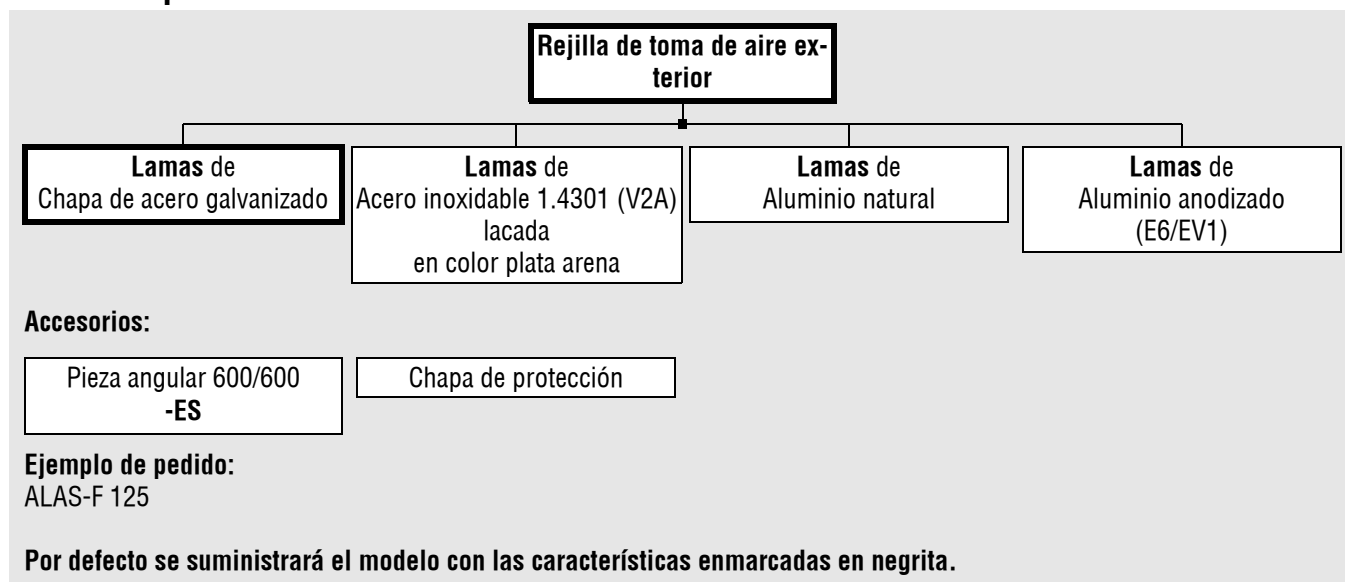 Rejilla de toma de aire ex-
terior
Lamas de
Chapa de acero galvanizado
Lamas de
Acero inoxidable 1.4301 (V2A)
lacada
en color plata arena
Lamas de
Aluminio natural
Lamas de
Aluminio anodizado
(E6/EV1)
Accesorios:
Pieza angular 600/600
-ES
Chapa de protección
Ejemplo de pedido:
ALAS-F 125
Por defecto se suministrará el modelo con las características enmarcadas en negrita.